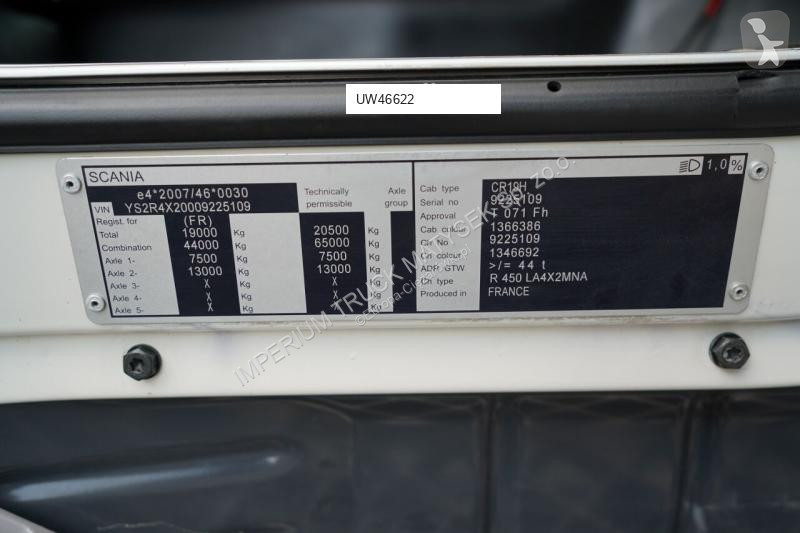 UW46622
SCANIA
e4*2007/46*0030
VIN YS2R4X20009225109
Technically permissible
Axle group
Regist. for (FR)
Total 19000 Kg 20500 Kg
Combination 44000 Kg 65000 Kg
Axle 1- 7500 Kg 7500 Kg
Axle 2- 13000 Kg 13000 Kg
Axle 3- X Kg X Kg
Axle 4- X Kg X Kg
Axle 5- X Kg X Kg
1,0 %
Cab type CR19H
Serial no 9225109
Approval T 071 Fh
Cab colour 1366386
Ch No 9225109
Ch colour 1346692
ADR GTW >/= 44 t
Ch type R 450 LA4X2MNA
Produced in FRANCE